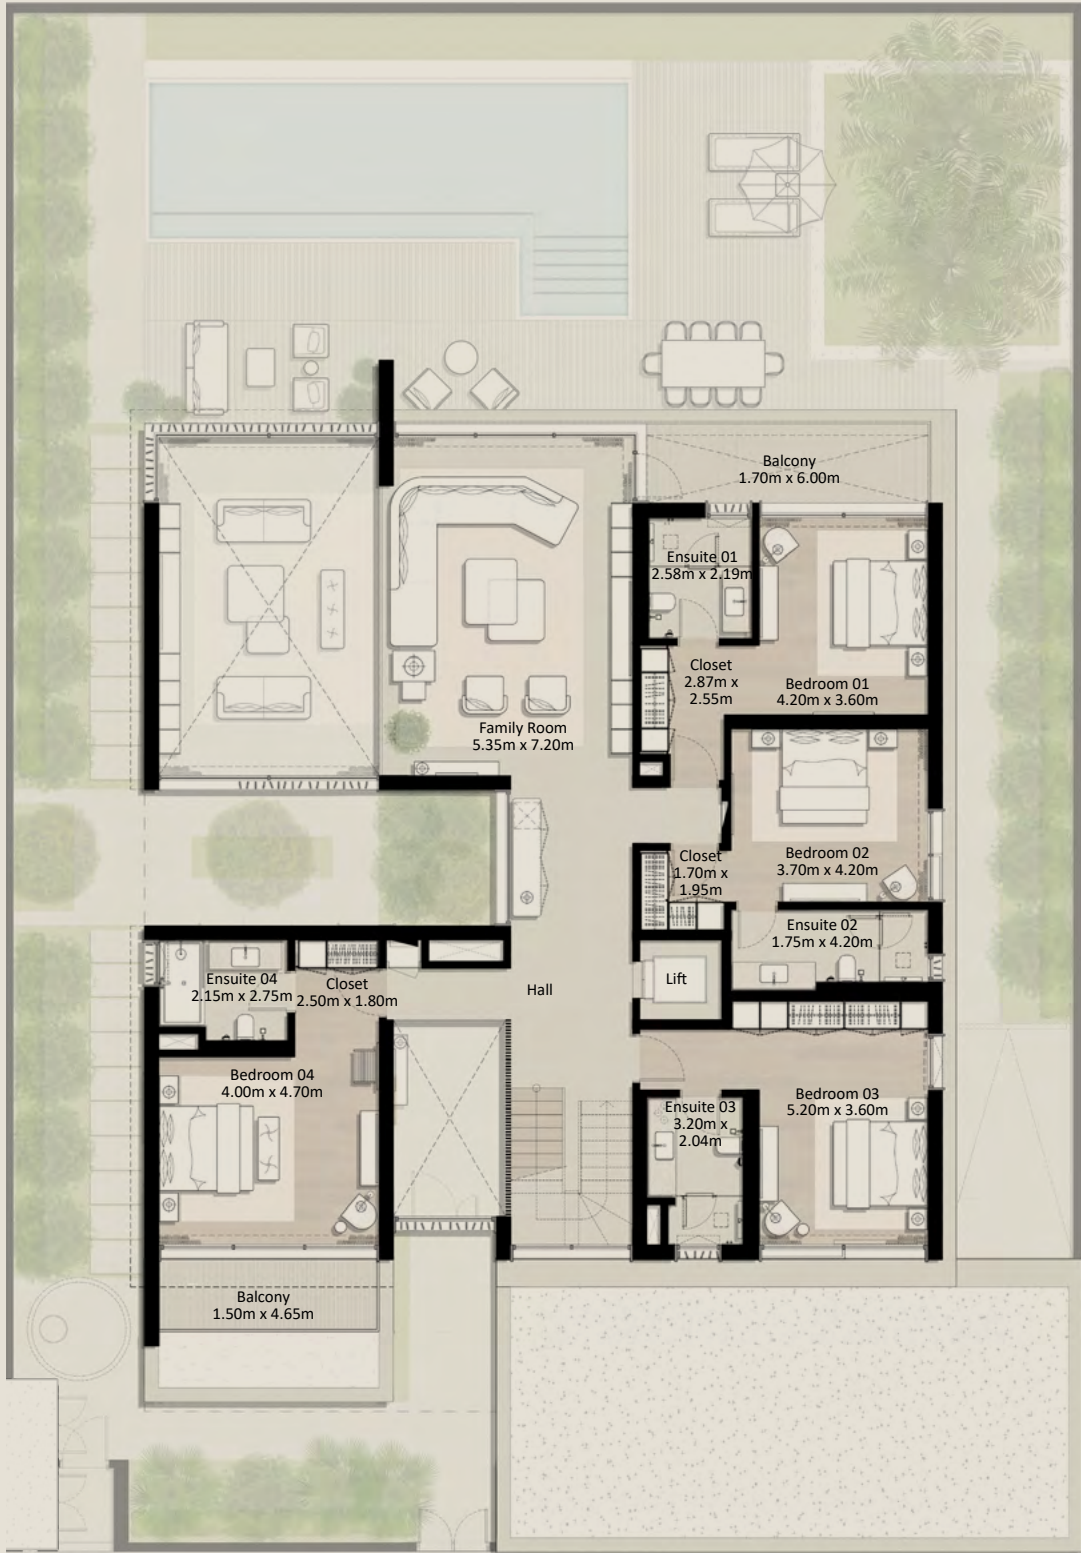 Balcony
1.70m x 6.00m
Ensuite 01
2.58m x 2.19m
Closet
2.87m x
2.55m
Bedroom 01
4.20m x 3.60m
Family Room
5.35m x 7.20m
Closet
1.70m x
1.95m
Bedroom 02
3.70m x 4.20m
Ensuite 02
1.75m x 4.20m
Ensuite 04
2.15m x 2.75m
Closet
2.50m x 1.80m
Hall
Lift
Bedroom 04
4.00m x 4.70m
Ensuite 03
3.20m x
2.04m
Bedroom 03
5.20m x 3.60m
Balcony
1.50m x 4.65m